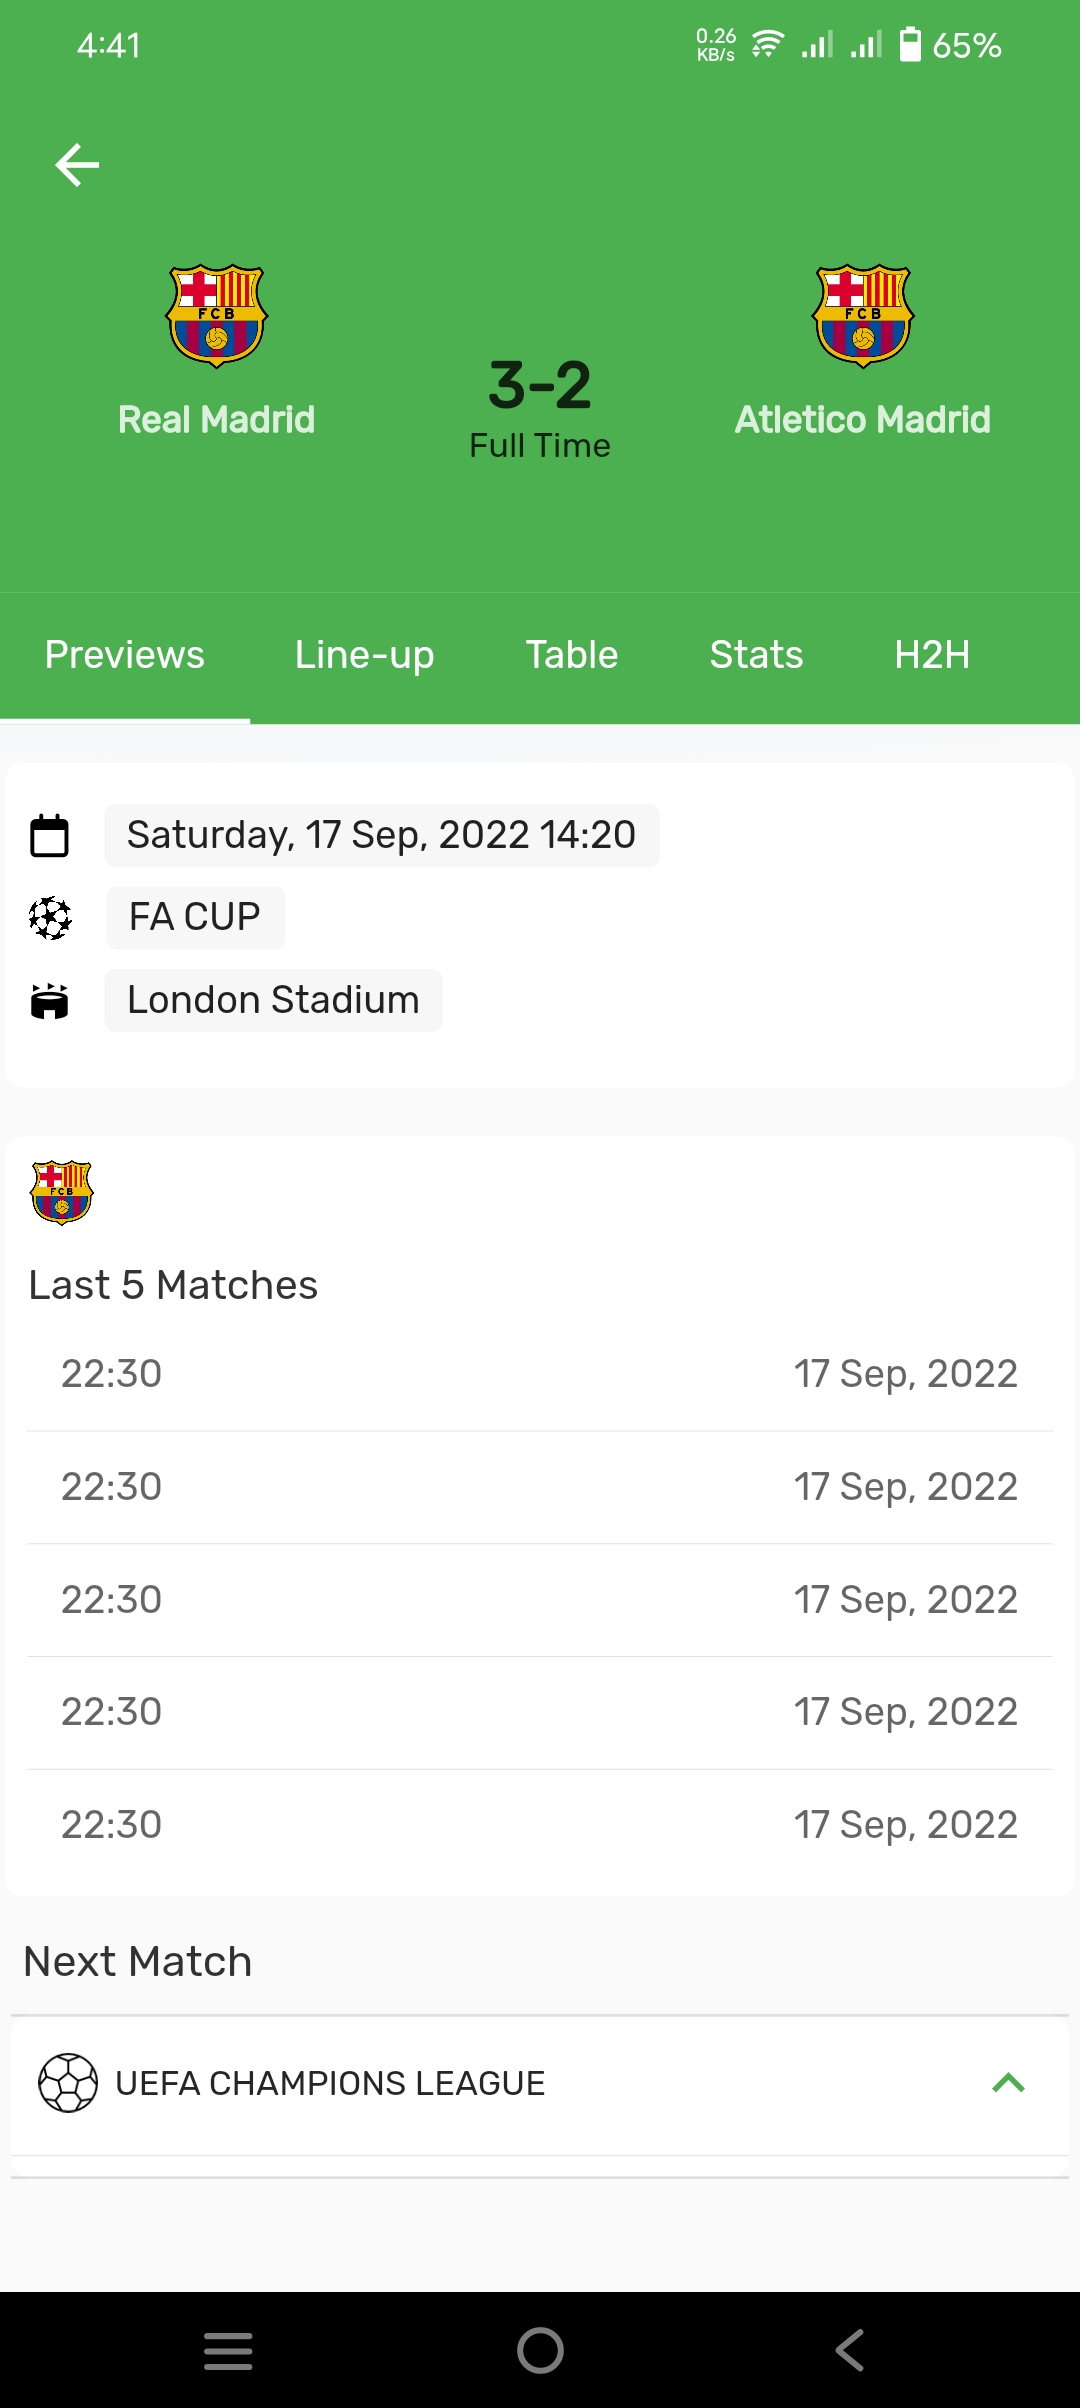 4:41
0.26
KB/s
65%
FCB
FCB
3-2
Real Madrid
Atletico Madrid
Full Time
Previews
Line-up
Table
Stats
H2H
Saturday, 17 Sep, 2022 14:20
FA CUP
London Stadium
FCB
Last 5 Matches
22:30 17 Sep, 2022
22:30 17 Sep, 2022
22:30 17 Sep, 2022
22:30 17 Sep, 2022
22:30 17 Sep, 2022
Next Match
UEFA CHAMPIONS LEAGUE